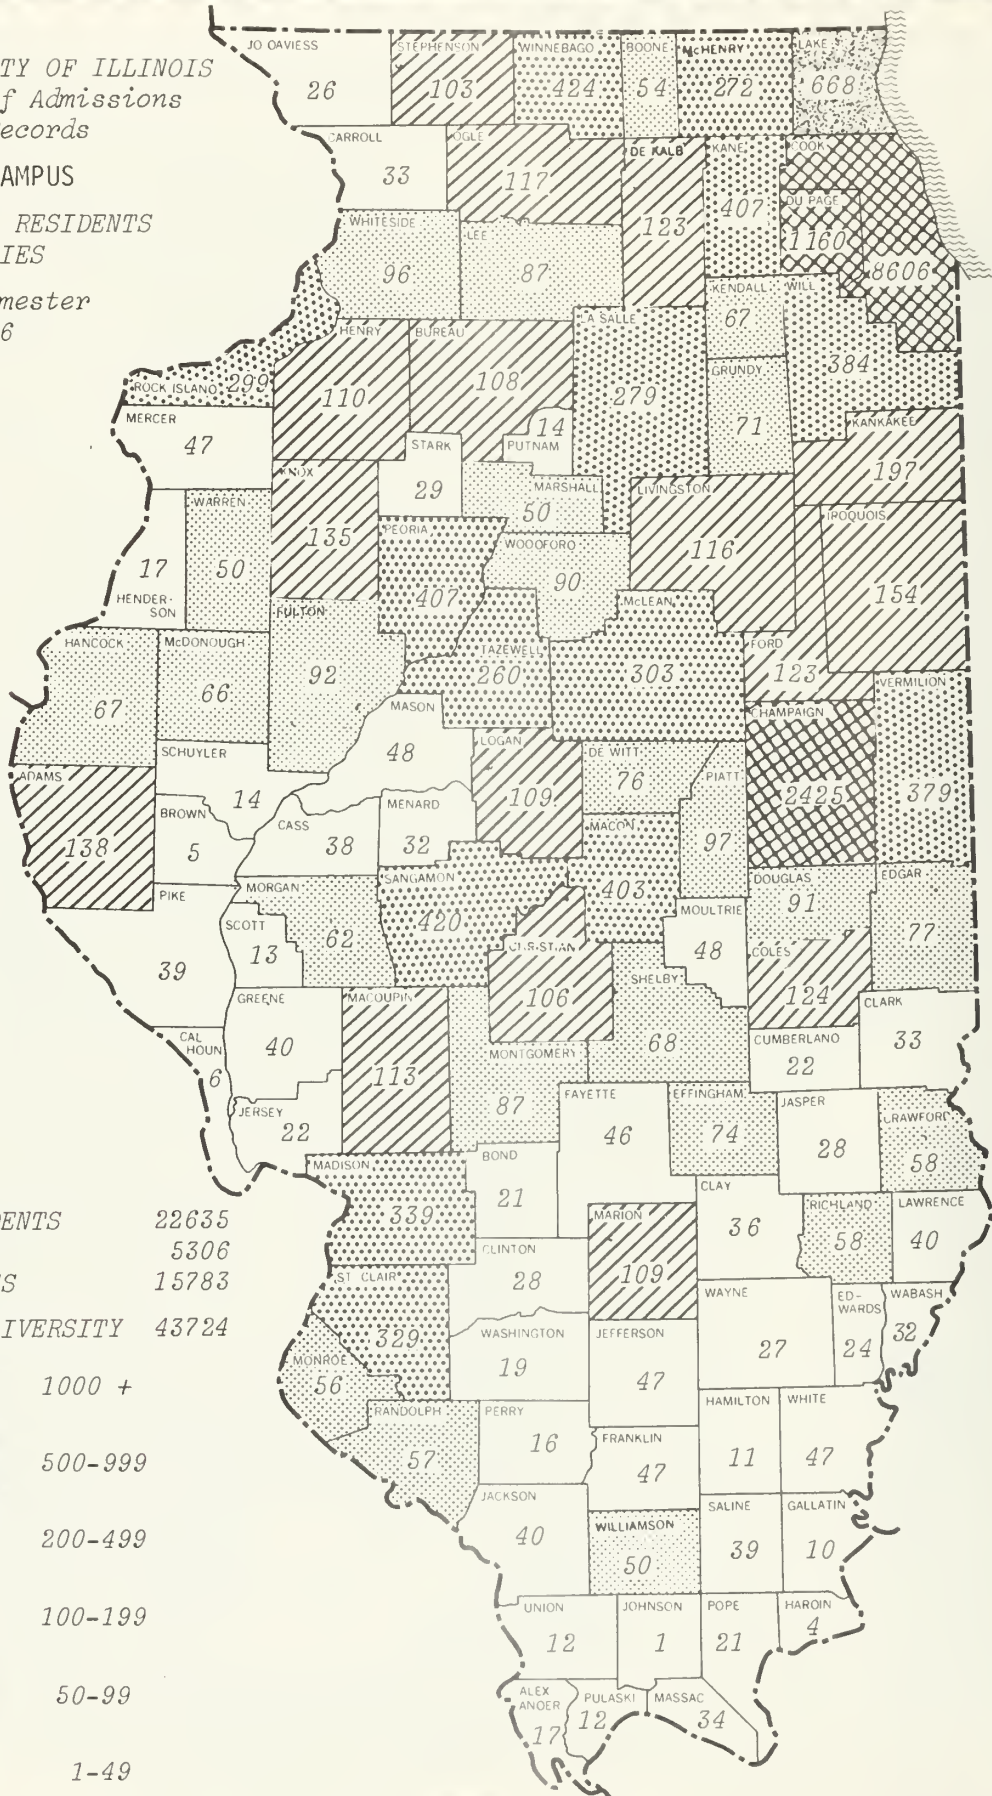 TY OF ILLINOIS
f Admissions
ecords
AMPUS
RESIDENTS
IES
mester
6
JO OAVIESS
26
STEPHENSON
103
WINNEBAGO
424
BOONE
54
McHENRY
272
LAKE
668
CARROLL
33
OGLE
117
DE KALB
123
KANE
407
COOK
8606
DU PAGE
1160
WHITESIDE
96
LEE
87
KENDALL
67
WILL
384
ROCK ISLAND 299
HENRY
110
BUREAU
108
LA SALLE
279
GRUNDY
71
MERCER
47
STARK
29
14
PUTNAM
KANKAKEE
197
KNOX
135
MARSHALL
50
LIVINGSTON
116
IROQUOIS
154
WARREN
50
17
HENDER-
SON
PEORIA
407
WOOOFORO
90
FULTON
92
McLEAN
303
TAZEWELL
260
FORD
123
HANCOCK
67
McDONOUGH
66
MASON
48
VERMILION
379
CHAMPAIGN
2425
SCHUYLER
14
LOGAN
109
DE WITT
76
PIATT
97
ADAMS
138
BROWN
5
CASS
38
MENARD
32
MACON
403
PIKE
39
MORGAN
62
SANGAMON
420
DOUGLAS
91
EDGAR
77
SCOTT
13
CHRISTIAN
106
MOULTRIE
48
COLES
124
SHELBY
68
GREENE
40
MACOUPIN
113
CLARK
33
CAL
HOUN
6
MONTGOMERY
87
CUMBERLANO
22
JERSEY
22
FAYETTE
46
EFFINGHAM
74
JASPER
28
CRAWFORD
58
MADISON
339
BOND
21
CLAY
36
RICHLAND
58
LAWRENCE
40
MARION
109
CLINTON
28
ST CLAIR
329
WAYNE
27
ED-
WARDS
24
WABASH
32
WASHINGTON
19
JEFFERSON
47
MONROE
56
RANDOLPH
57
PERRY
16
FRANKLIN
47
HAMILTON
11
WHITE
47
JACKSON
40
WILLIAMSON
50
SALINE
39
GALLATIN
10
UNION
12
JOHNSON
1
POPE
21
HAROIN
4
ALEX
ANOER
17
PULASKI
12
MASSAC
34
DENTS 22635
5306
S 15783
IVERSITY 43724
1000 +
500-999
200-499
100-199
50-99
1-49